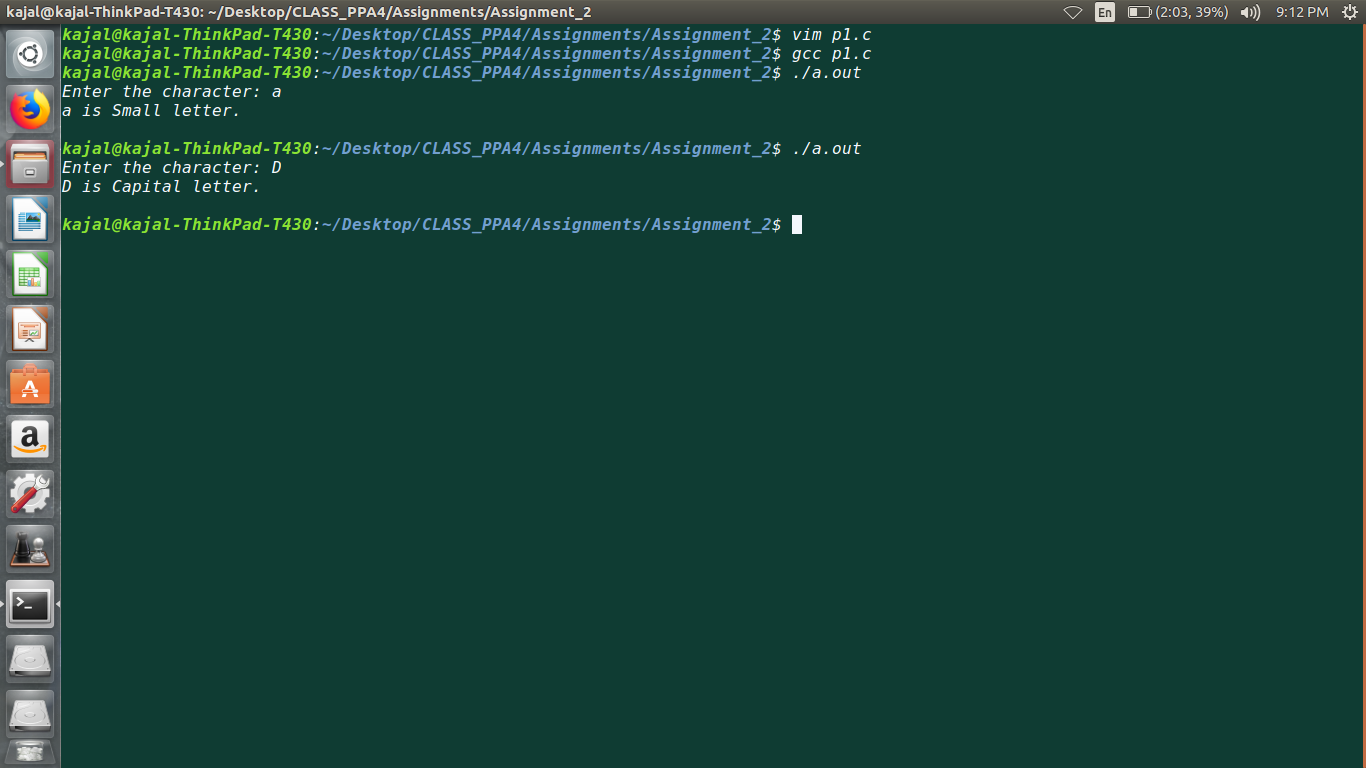 kajal@kajal-ThinkPad-T430: ~/Desktop/CLASS_PPA4/Assignments/Assignment_2
En
(2:03, 39%)
9:12 PM
kajal@kajal-ThinkPad-T430:~/Desktop/CLASS_PPA4/Assignments/Assignment_2$ vim p1.c
kajal@kajal-ThinkPad-T430:~/Desktop/CLASS_PPA4/Assignments/Assignment_2$ gcc p1.c
kajal@kajal-ThinkPad-T430:~/Desktop/CLASS_PPA4/Assignments/Assignment_2$ ./a.out
Enter the character: a
a is Small letter.
kajal@kajal-ThinkPad-T430:~/Desktop/CLASS_PPA4/Assignments/Assignment_2$ ./a.out
Enter the character: D
D is Capital letter.
kajal@kajal-ThinkPad-T430:~/Desktop/CLASS_PPA4/Assignments/Assignment_2$